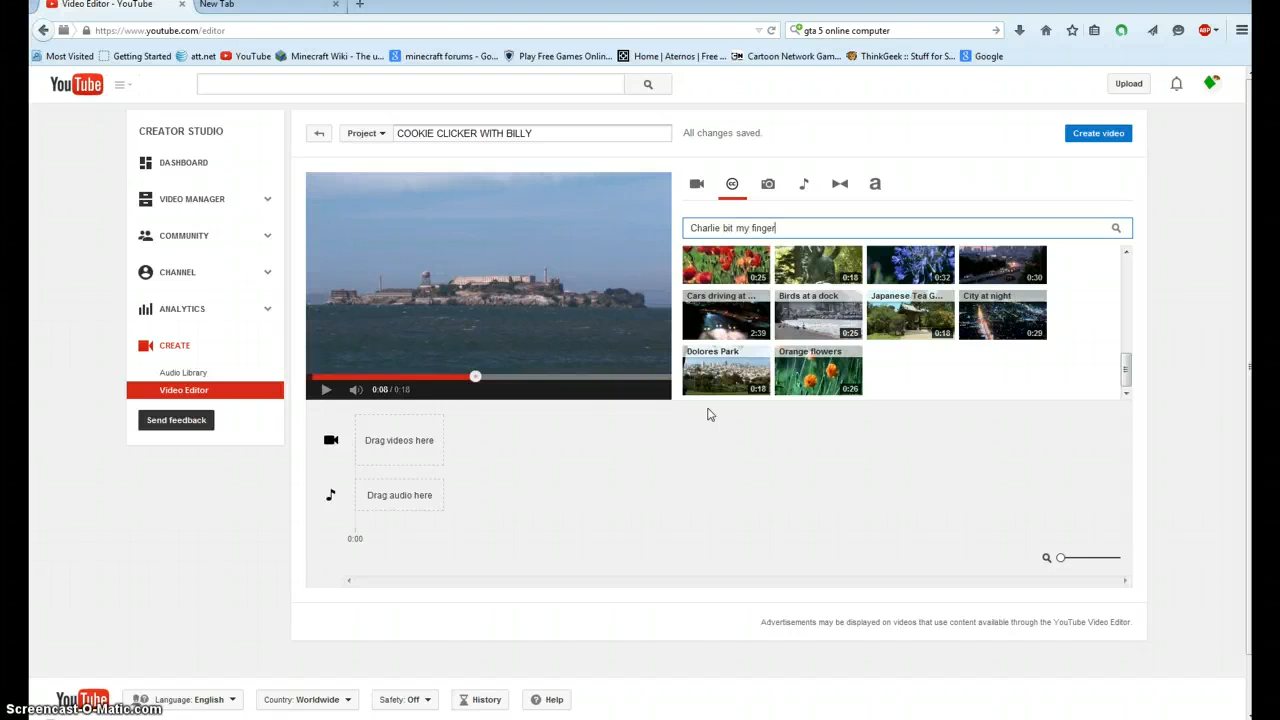 Video Editor - YouTube
New Tab
https://www.youtube.com/editor
gta 5 online computer
ABP
Most Visited
Getting Started
att.net
YouTube
Minecraft Wiki - The u...
minecraft forums - Go...
Play Free Games Onlin...
Home | Aternos | Free ...
Cartoon Network Gam...
ThinkGeek :: Stuff for S...
Google
YouTube
Upload
CREATOR STUDIO
DASHBOARD
VIDEO MANAGER
COMMUNITY
CHANNEL
ANALYTICS
CREATE
Audio Library
Video Editor
Send feedback
Project
COOKIE CLICKER WITH BILLY
All changes saved.
Create video
cc
a
Charlie bit my finger
0:25
0:18
0:32
0:30
Cars driving at ...
Birds at a dock
Japanese Tea G...
City at night
2:39
0:25
0:18
0:29
Dolores Park
Orange flowers
0:18
0:26
0:08 / 0:18
Drag videos here
Drag audio here
0:00
Advertisements may be displayed on videos that use content available through the YouTube Video Editor.
YouTube
Language: English
Country: Worldwide
Safety: Off
History
Help
Screencast-O-Matic.com